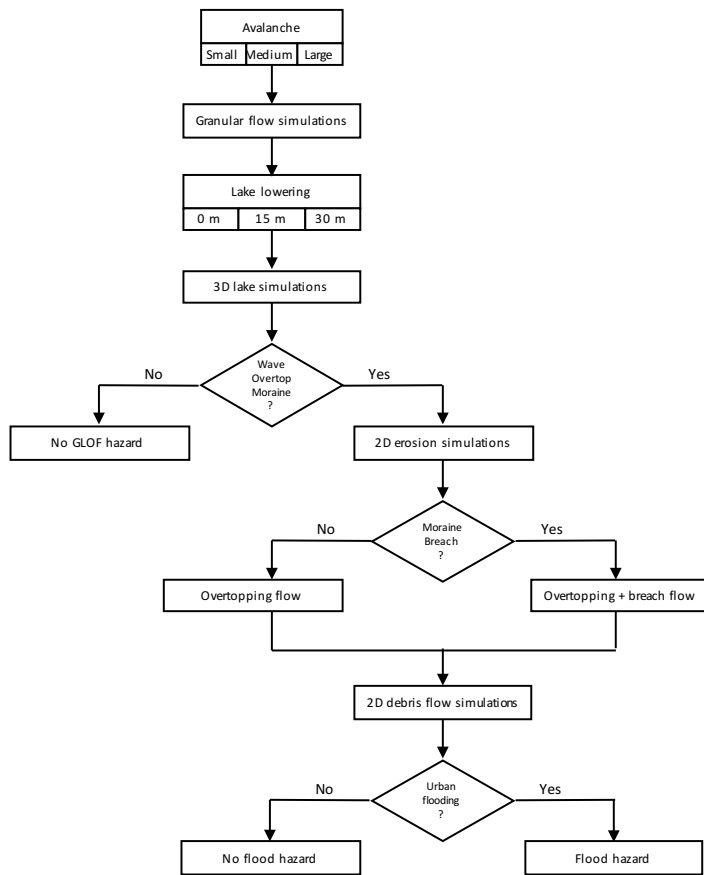 Avalanche
Small Medium Large
Granular flow simulations
Lake lowering
0 m 15 m 30 m
3D lake simulations
Wave
Overtop
Moraine
?
No
Yes
No GLOF hazard
2D erosion simulations
Moraine
Breach
?
No
Yes
Overtopping flow
Overtopping + breach flow
2D debris flow simulations
Urban
flooding
?
No
Yes
No flood hazard
Flood hazard